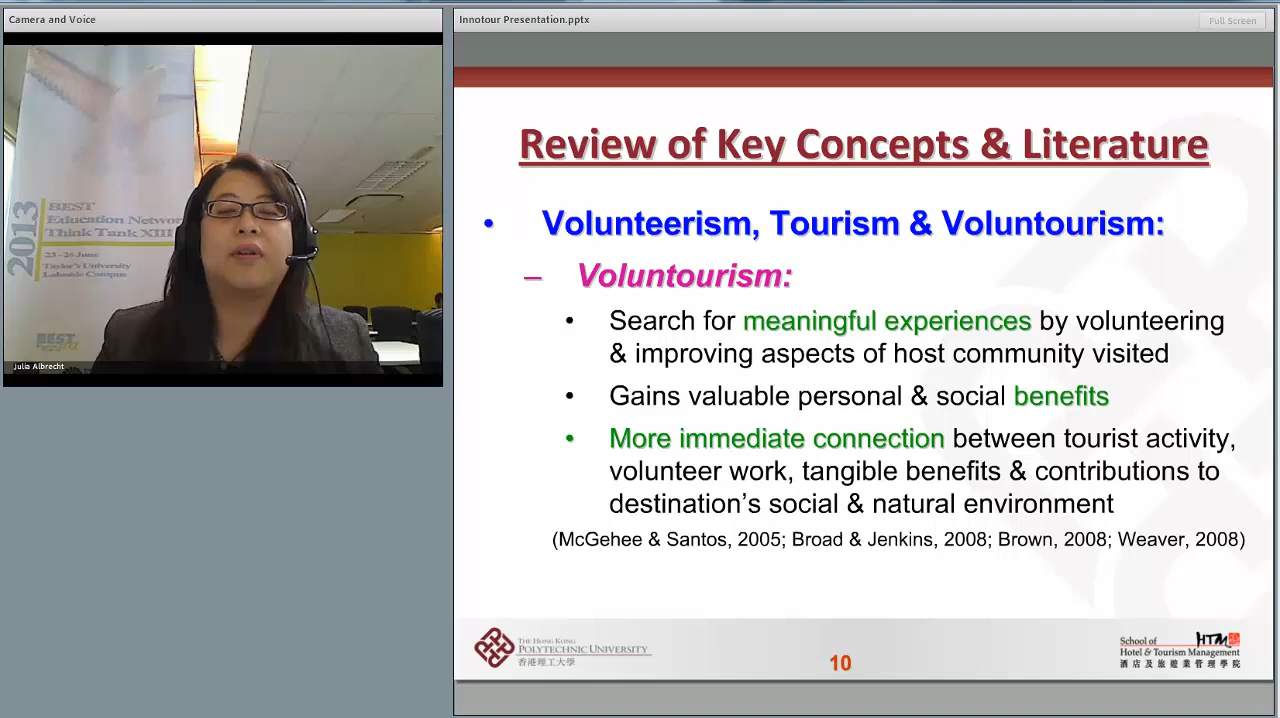 Camera and Voice
2013
BEST
Education Network
Think Tank XIII
23 - 26 June
Taylor's University
Lakeside Campus
BEST
Julia Albrecht
Innotour Presentation.pptx
Full Screen
Review of Key Concepts & Literature
• Volunteerism, Tourism & Voluntourism:
– Voluntourism:
• Search for meaningful experiences by volunteering
& improving aspects of host community visited
• Gains valuable personal & social benefits
• More immediate connection between tourist activity,
volunteer work, tangible benefits & contributions to
destination's social & natural environment
(McGehee & Santos, 2005; Broad & Jenkins, 2008; Brown, 2008; Weaver, 2008)
THE HONG KONG
POLYTECHNIC UNIVERSITY
香港理工大學
10
School of HTM
Hotel & Tourism Management
酒店及旅遊業管理學院